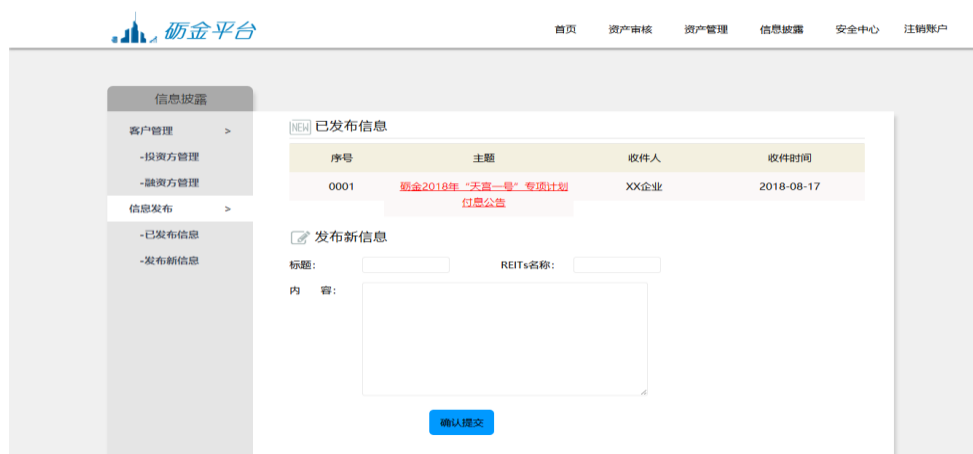 砺金平台
首页 资产审核 资产管理 信息披露 安全中心 注销账户
信息披露
客户管理 >
-投资方管理
-融资方管理
信息发布 >
-已发布信息
-发布新信息
NEW 已发布信息
序号 主题 收件人 收件时间
0001 砺金2018年“天宫一号”专项计划 XX企业 2018-08-17
付息公告
发布新信息
标题: REITs名称:
内 容:
确认提交